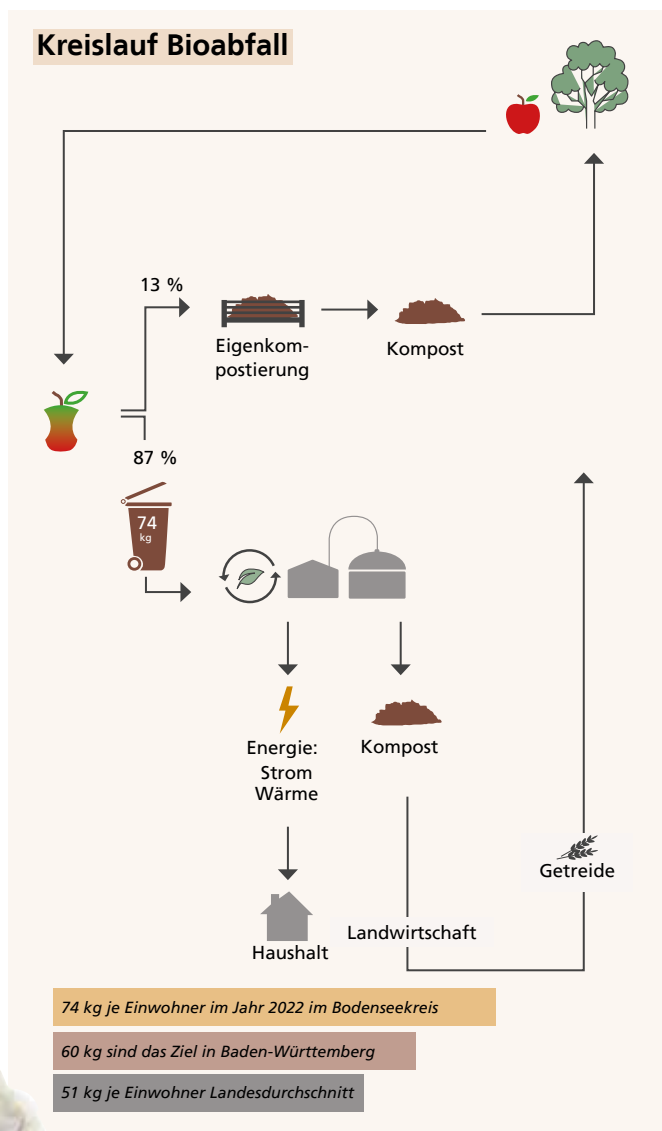 Kreislauf Bioabfall
13 %
Eigenkom-
postierung
Kompost
87 %
74
kg
Energie:
Strom
Wärme
Kompost
Getreide
Landwirtschaft
Haushalt
74 kg je Einwohner im Jahr 2022 im Bodenseekreis
60 kg sind das Ziel in Baden-Württemberg
51 kg je Einwohner Landesdurchschnitt